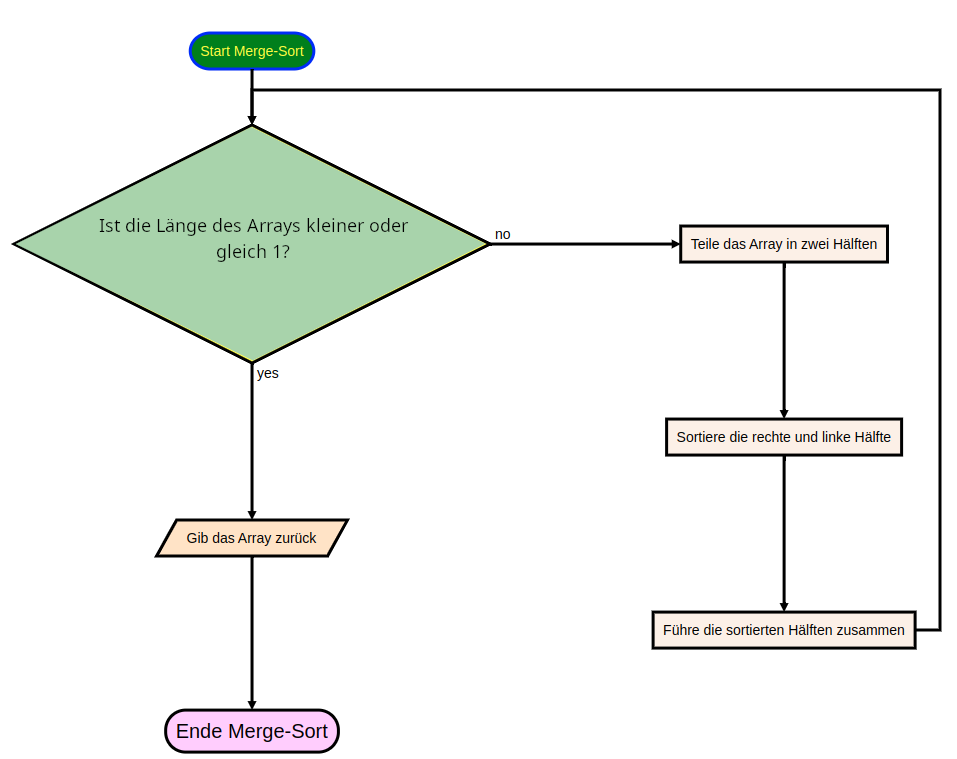 Start Merge-Sort
Ist die Länge des Arrays kleiner oder
gleich 1?
no
Teile das Array in zwei Hälften
yes
Sortiere die rechte und linke Hälfte
Gib das Array zurück
Führe die sortierten Hälften zusammen
Ende Merge-Sort